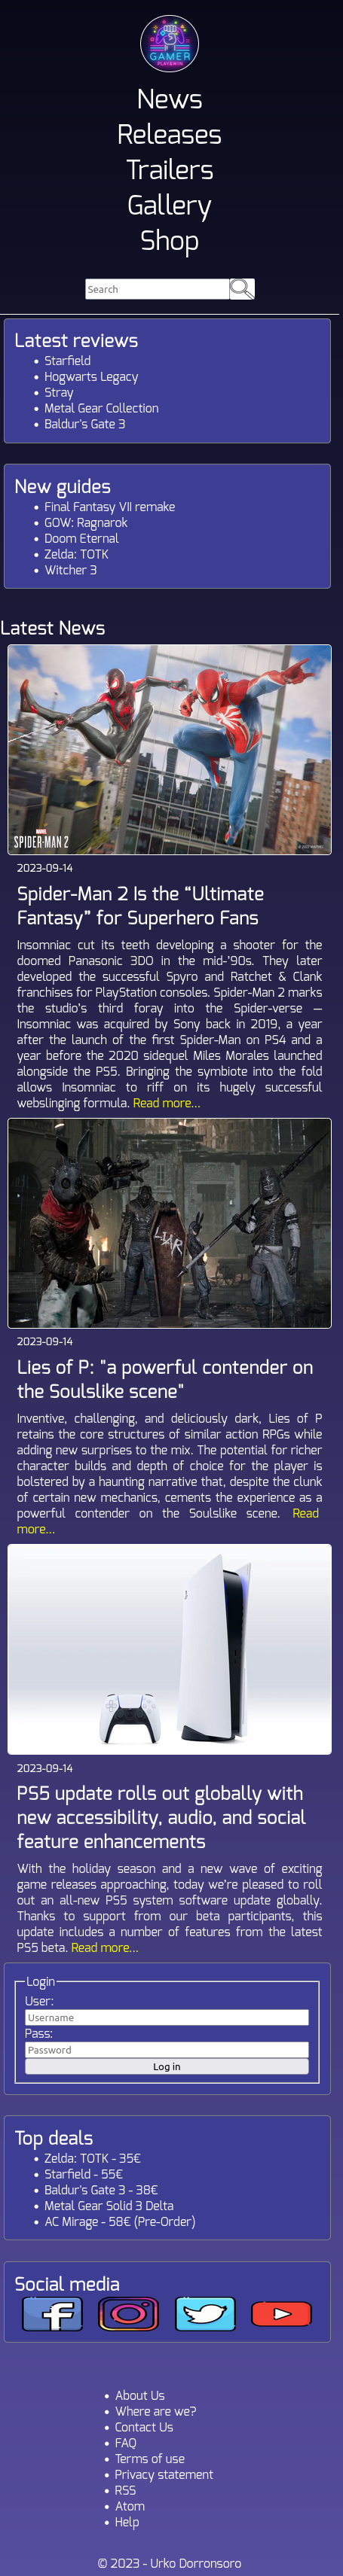 GAMER
PLAY&WIN
News
Releases
Trailers
Gallery
Shop
Search
Latest reviews
• Starfield
• Hogwarts Legacy
• Stray
• Metal Gear Collection
• Baldur's Gate 3
New guides
• Final Fantasy VII remake
• GOW: Ragnarok
• Doom Eternal
• Zelda: TOTK
• Witcher 3
Latest News
MARVEL
SPIDER-MAN 2
2023-09-14
Spider-Man 2 Is the “Ultimate
Fantasy” for Superhero Fans
Insomniac cut its teeth developing a shooter for the
doomed Panasonic 3DO in the mid-'90s. They later
developed the successful Spyro and Ratchet & Clank
franchises for PlayStation consoles. Spider-Man 2 marks
the studio's third foray into the Spider-verse —
Insomniac was acquired by Sony back in 2019, a year
after the launch of the first Spider-Man on PS4 and a
year before the 2020 sidequel Miles Morales launched
alongside the PS5. Bringing the symbiote into the fold
allows Insomniac to riff on its hugely successful
webslinging formula. Read more...
LIAR
2023-09-14
Lies of P: "a powerful contender on
the Soulslike scene"
Inventive, challenging, and deliciously dark, Lies of P
retains the core structures of similar action RPGs while
adding new surprises to the mix. The potential for richer
character builds and depth of choice for the player is
bolstered by a haunting narrative that, despite the clunk
of certain new mechanics, cements the experience as a
powerful contender on the Soulslike scene. Read
more...
2023-09-14
PS5 update rolls out globally with
new accessibility, audio, and social
feature enhancements
With the holiday season and a new wave of exciting
game releases approaching, today we're pleased to roll
out an all-new PS5 system software update globally.
Thanks to support from our beta participants, this
update includes a number of features from the latest
PS5 beta. Read more...
Login
User:
Username
Pass:
Password
Log in
Top deals
• Zelda: TOTK - 35€
• Starfield - 55€
• Baldur's Gate 3 - 38€
• Metal Gear Solid 3 Delta
• AC Mirage - 58€ (Pre-Order)
Social media
• About Us
• Where are we?
• Contact Us
• FAQ
• Terms of use
• Privacy statement
• RSS
• Atom
• Help
© 2023 - Urko Dorronsoro